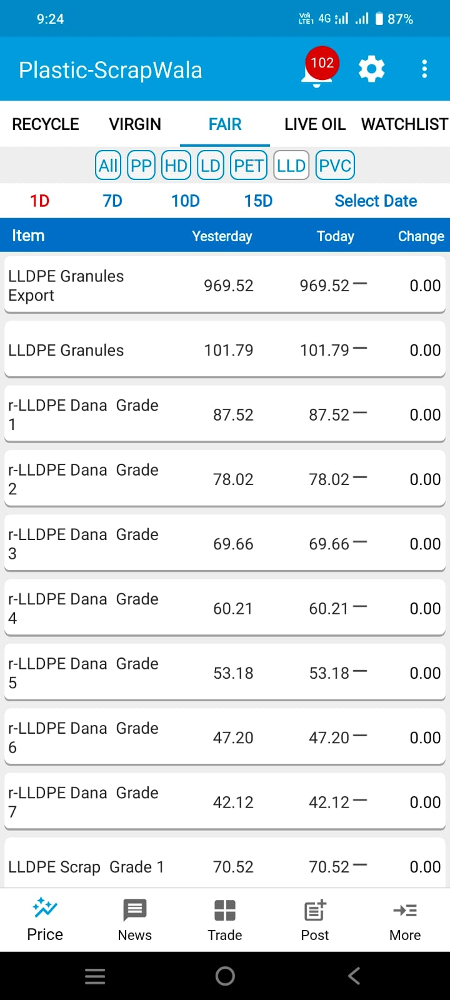 9:24 Vo) LTE1 4G 87%
Plastic-ScrapWala 102
RECYCLE VIRGIN FAIR LIVE OIL WATCHLIST
All PP HD LD PET LLD PVC
1D 7D 10D 15D Select Date
Item Yesterday Today Change
LLDPE Granules
Export 969.52 969.52 0.00
LLDPE Granules 101.79 101.79 0.00
r-LLDPE Dana Grade
1 87.52 87.52 0.00
r-LLDPE Dana Grade
2 78.02 78.02 0.00
r-LLDPE Dana Grade
3 69.66 69.66 0.00
r-LLDPE Dana Grade
4 60.21 60.21 0.00
r-LLDPE Dana Grade
5 53.18 53.18 0.00
r-LLDPE Dana Grade
6 47.20 47.20 0.00
r-LLDPE Dana Grade
7 42.12 42.12 0.00
LLDPE Scrap Grade 1 70.52 70.52 0.00
Price News Trade Post More